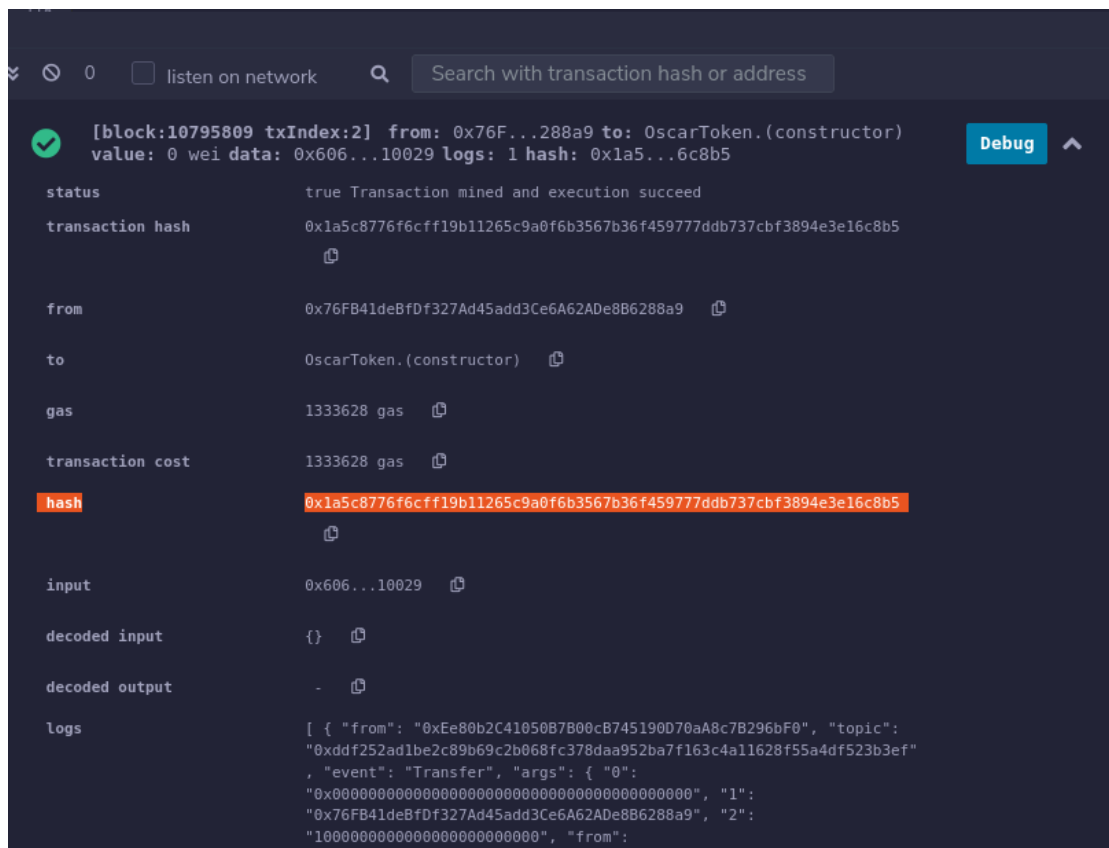 0
listen on network
Search with transaction hash or address
[block:10795809 txIndex:2] from: 0x76F...288a9 to: OscarToken.(constructor)
value: 0 wei data: 0x606...10029 logs: 1 hash: 0x1a5...6c8b5
Debug
status true Transaction mined and execution succeed
transaction hash 0x1a5c8776f6cff19b11265c9a0f6b3567b36f459777ddb737cbf3894e3e16c8b5
from 0x76FB41deBfDf327Ad45add3Ce6A62ADe8B6288a9
to OscarToken.(constructor)
gas 1333628 gas
transaction cost 1333628 gas
hash 0x1a5c8776f6cff19b11265c9a0f6b3567b36f459777ddb737cbf3894e3e16c8b5
input 0x606...10029
decoded input {}
decoded output -
logs [ { "from": "0xEe80b2C41050B7B00cB745190D70aA8c7B296bF0", "topic":
"0xddf252ad1be2c89b69c2b068fc378daa952ba7f163c4a11628f55a4df523b3ef"
, "event": "Transfer", "args": { "0":
"0x0000000000000000000000000000000000000000", "1":
"0x76FB41deBfDf327Ad45add3Ce6A62ADe8B6288a9", "2":
"1000000000000000000000000", "from":